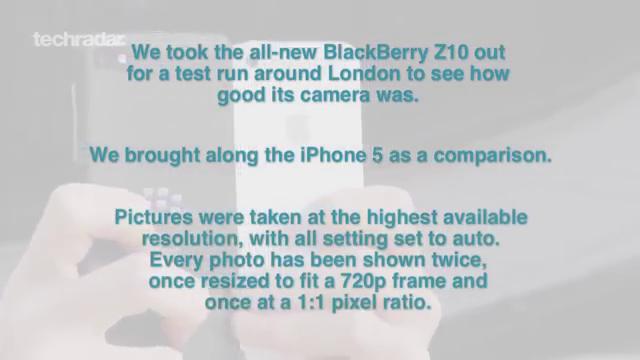 techradar.
We took the all-new BlackBerry Z10 out
for a test run around London to see how
good its camera was.
We brought along the iPhone 5 as a comparison.
Pictures were taken at the highest available
resolution, with all setting set to auto.
Every photo has been shown twice,
once resized to fit a 720p frame and
once at a 1:1 pixel ratio.